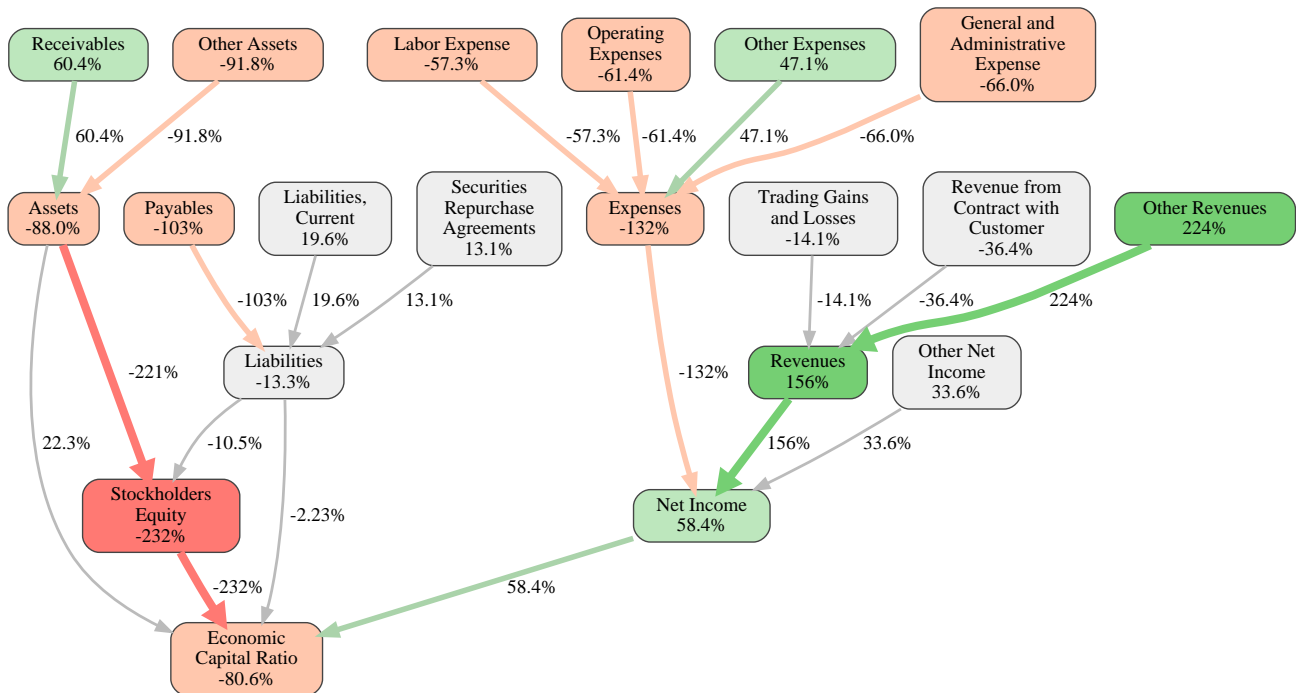 Receivables
60.4%
Other Assets
-91.8%
Labor Expense
-57.3%
Operating
Expenses
-61.4%
Other Expenses
47.1%
General and
Administrative
Expense
-66.0%
60.4%
-91.8%
-57.3%
-61.4%
47.1%
-66.0%
Assets
-88.0%
Payables
-103%
Liabilities,
Current
19.6%
Securities
Repurchase
Agreements
13.1%
Expenses
-132%
Trading Gains
and Losses
-14.1%
Revenue from
Contract with
Customer
-36.4%
Other Revenues
224%
-103%
19.6%
13.1%
-14.1%
-36.4%
224%
Liabilities
-13.3%
Revenues
156%
Other Net
Income
33.6%
-221%
-132%
22.3%
-10.5%
156%
33.6%
Stockholders
Equity
-232%
-2.23%
Net Income
58.4%
-232%
58.4%
Economic
Capital Ratio
-80.6%